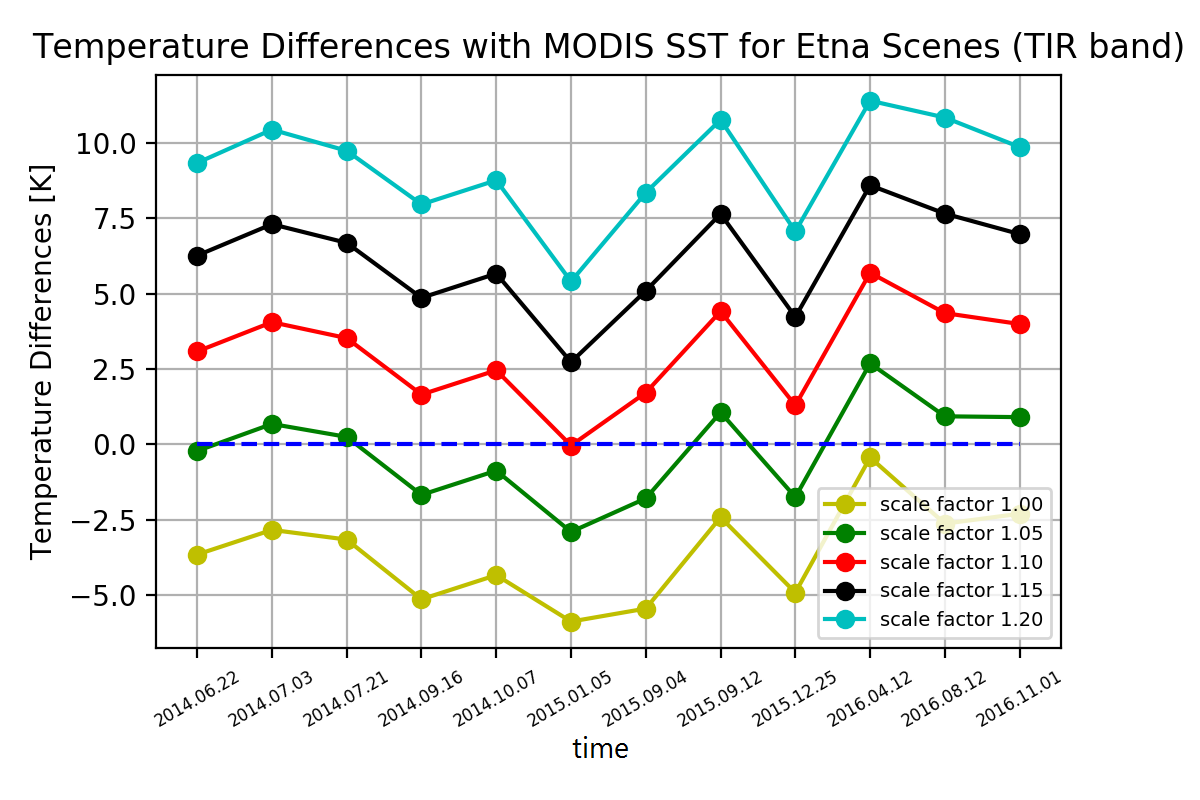 Temperature Differences with MODIS SST for Etna Scenes (TIR band)
Temperature Differences [K]
10.0
7.5
5.0
2.5
0.0
−2.5
−5.0
scale factor 1.00
scale factor 1.05
scale factor 1.10
scale factor 1.15
scale factor 1.20
2014.06.22
2014.07.03
2014.07.21
2014.09.16
2014.10.07
2015.01.05
2015.09.04
2015.09.12
2015.12.25
2016.04.12
2016.08.12
2016.11.01
time